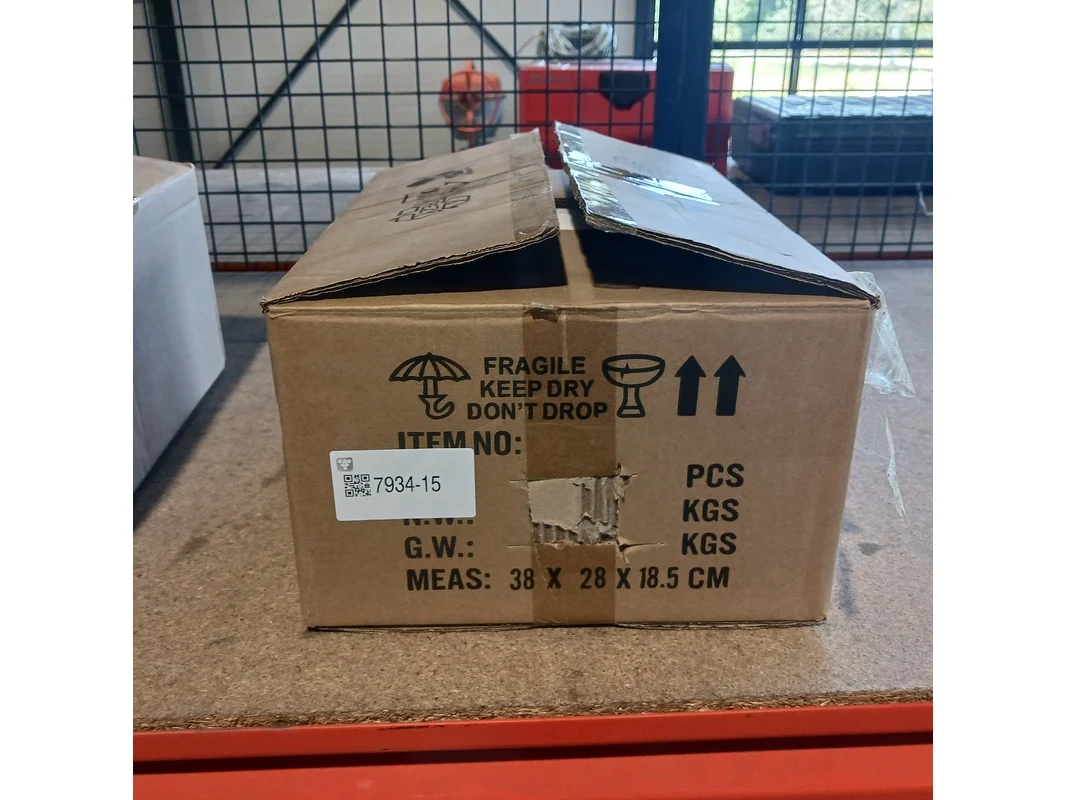 FRAGILE
KEEP DRY
DON'T DROP
ITEM NO:
7934-15
PCS
N.W.: KGS
G.W.: KGS
MEAS: 38 X 28 X 18.5 CM